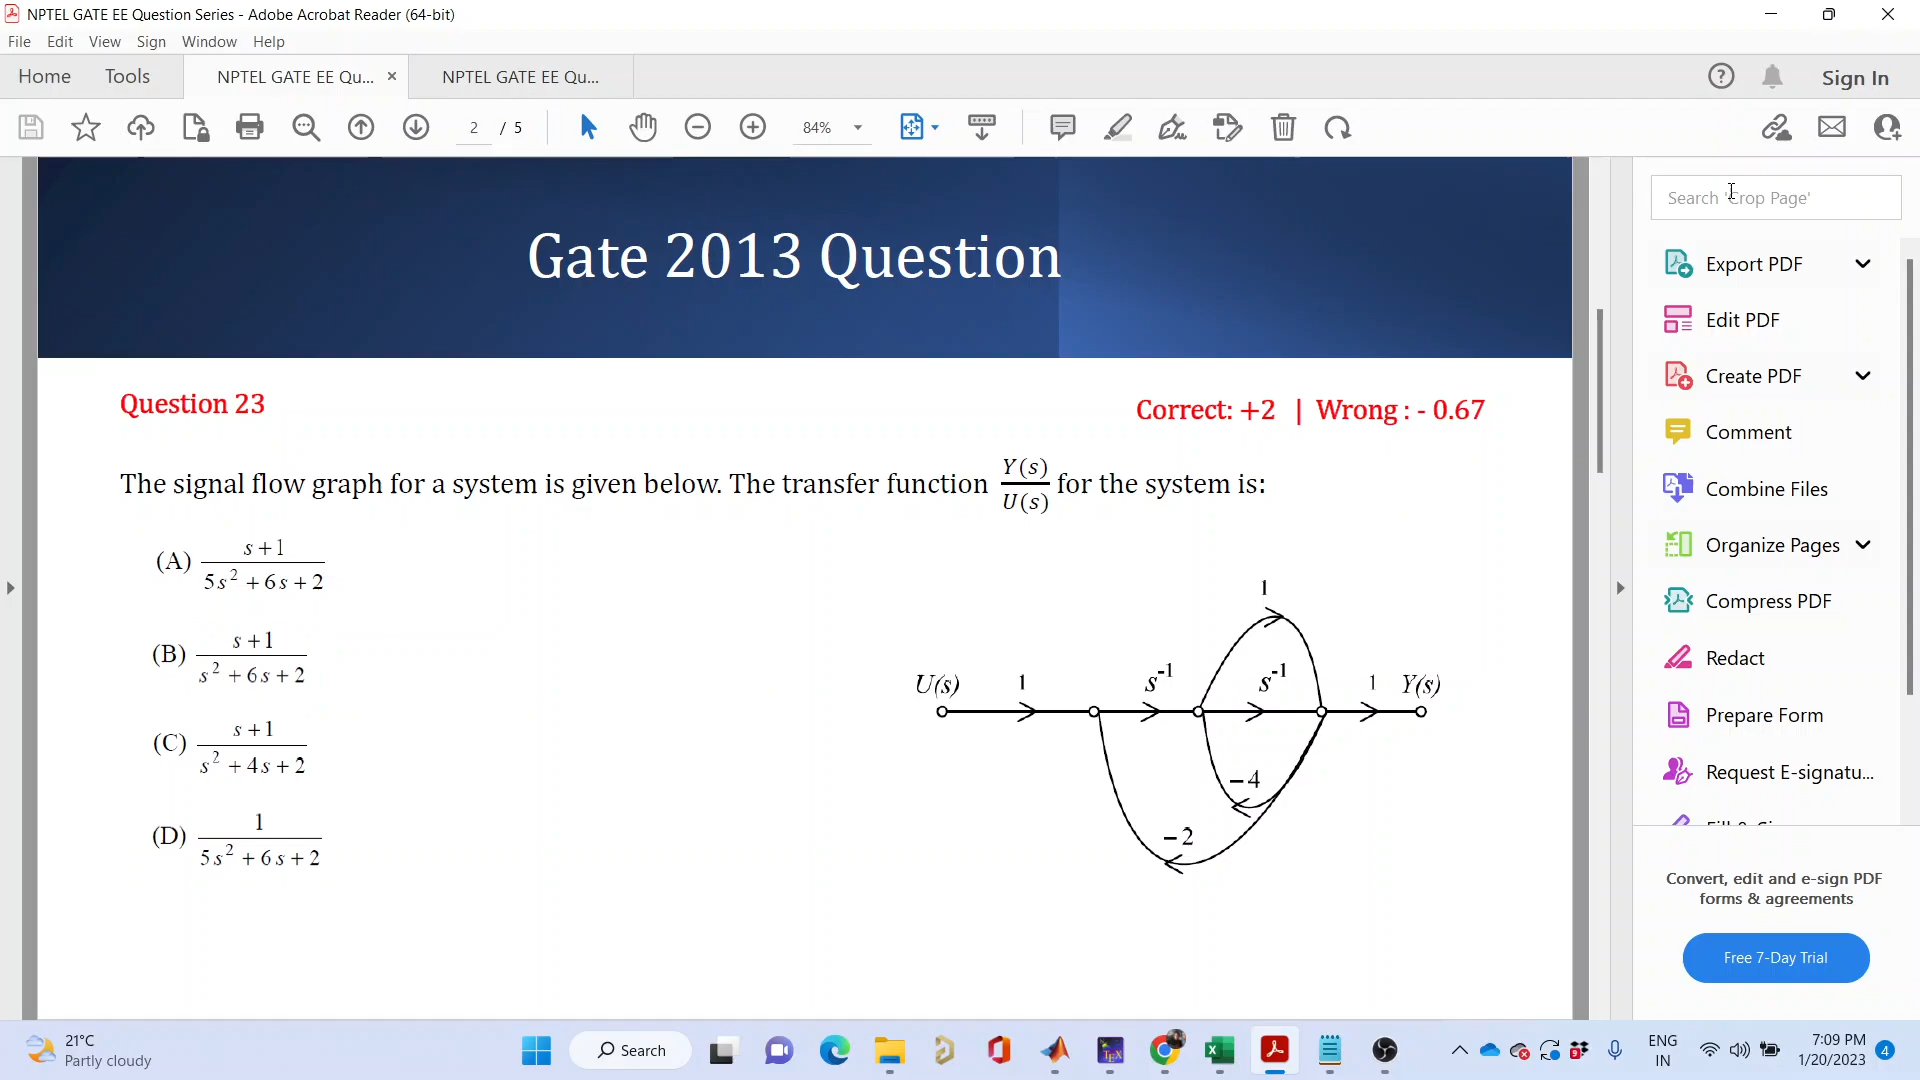 NPTEL GATE EE Question Series - Adobe Acrobat Reader (64-bit)
File Edit View Sign Window Help
Home Tools NPTEL GATE EE Qu... × NPTEL GATE EE Qu... ? Sign In
2 / 5 84%
Gate 2013 Question
Search 'Crop Page'
Export PDF
Edit PDF
Create PDF
Comment
Combine Files
Organize Pages
Compress PDF
Redact
Prepare Form
Request E-signatu...
Convert, edit and e-sign PDF
forms & agreements
Free 7-Day Trial
Question 23
Correct: +2 | Wrong : - 0.67
The signal flow graph for a system is given below. The transfer function Y(s)/U(s) for the system is:
(A) s+1 / 5s² +6s+2
(B) s+1 / s² +6s+2
(C) s+1 / s² +4s+2
(D) 1 / 5s² +6s+2
1
U(s) 1 s⁻¹ s⁻¹ 1 Y(s)
−4
−2
21°C
Partly cloudy
Search
TEX
9
ENG
IN
7:09 PM
1/20/2023
4